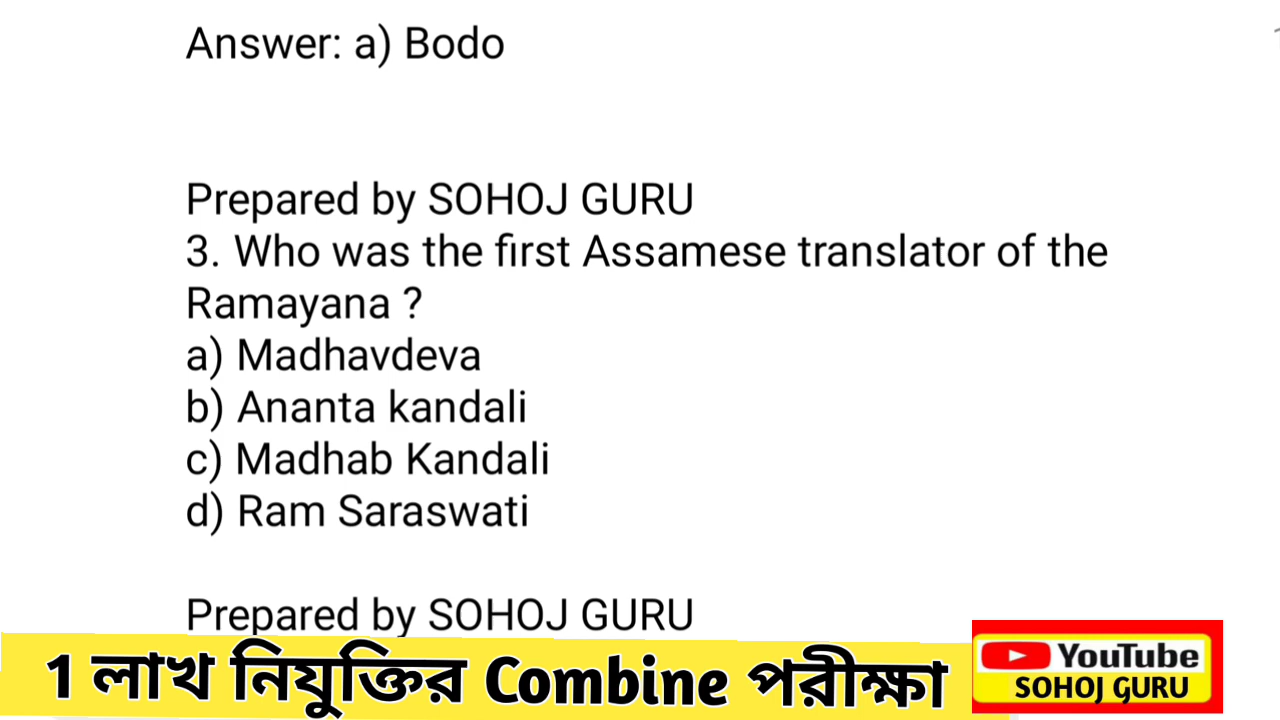 Answer: a) Bodo
Prepared by SOHOJ GURU
3. Who was the first Assamese translator of the
Ramayana ?
a) Madhavdeva
b) Ananta kandali
c) Madhab Kandali
d) Ram Saraswati
Prepared by SOHOJ GURU
1 লাখ নিযুক্তিৰ Combine পৰীক্ষা
YouTube
SOHOJ GURU